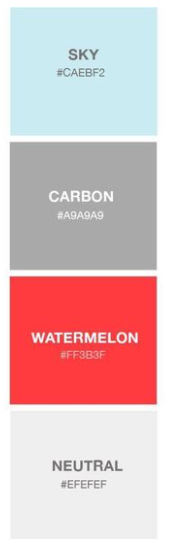 SKY
#CAEBF2
CARBON
#A9A9A9
WATERMELON
#FF3B3F
NEUTRAL
#EFEFEF